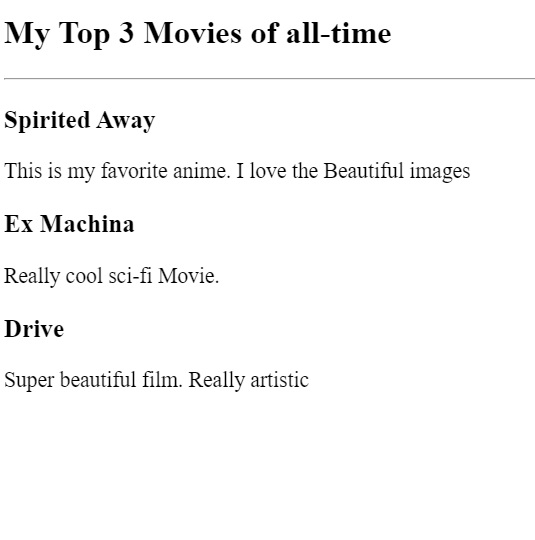 My Top 3 Movies of all-time
Spirited Away
This is my favorite anime. I love the Beautiful images
Ex Machina
Really cool sci-fi Movie.
Drive
Super beautiful film. Really artistic